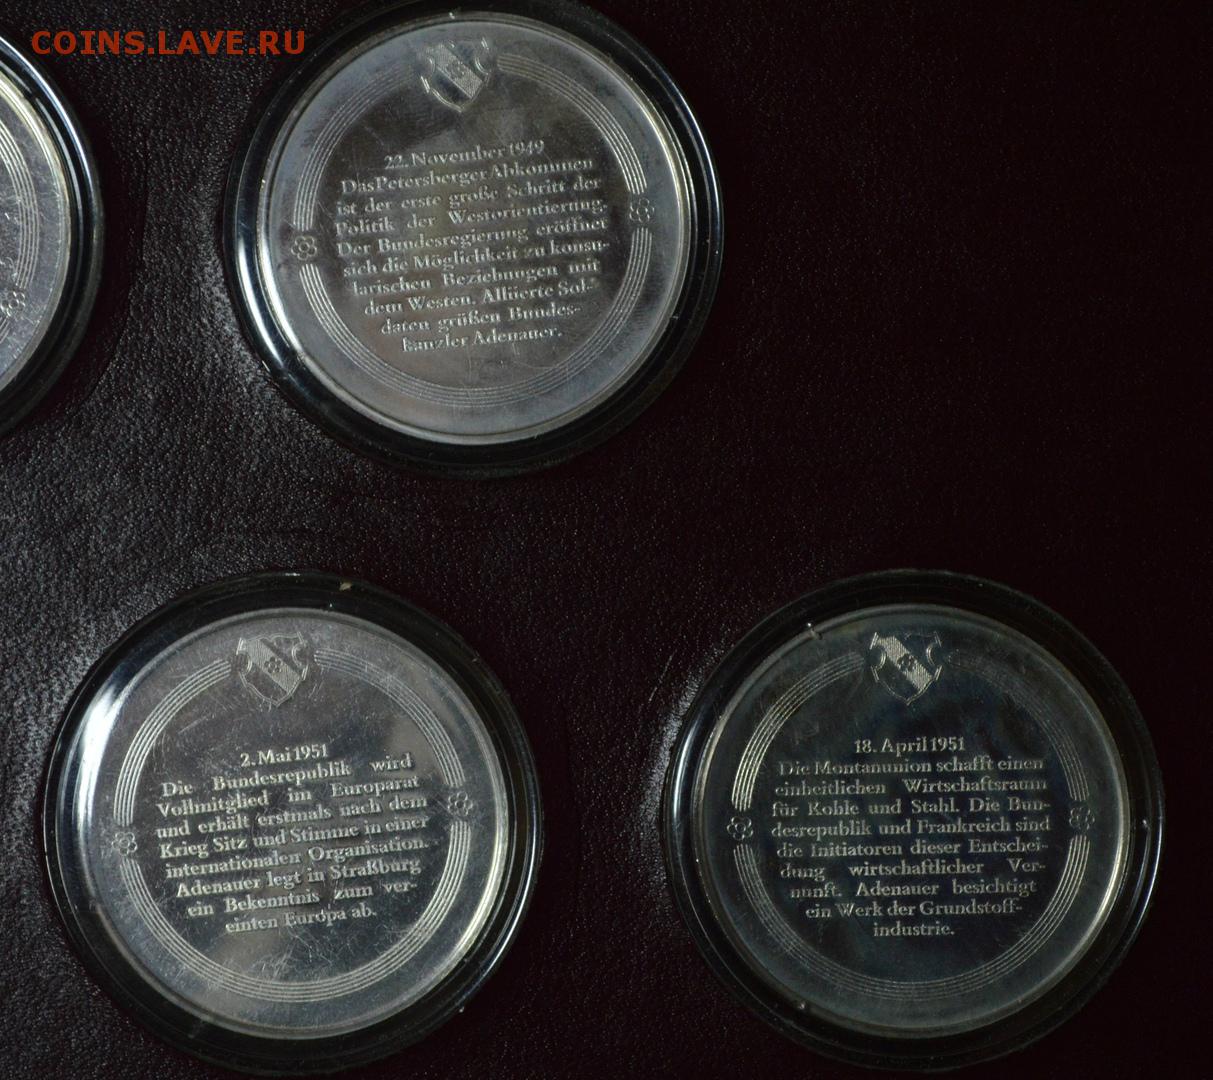 COINS.LAVE.RU
22. November 1949
Das Petersberger Abkommen
ist der erste große Schritt der
Politik der Westorientierung.
Der Bundesregierung eröffnet
sich die Möglichkeit zu konsu-
larischen Beziehungen mit
dem Westen. Alliierte Sol-
daten grüßen Bundes-
kanzler Adenauer.
2. Mai 1951
Die Bundesrepublik wird
Vollmitglied im Europarat
und erhält erstmals nach dem
Krieg Sitz und Stimme in einer
internationalen Organisation.
Adenauer legt in Straßburg
ein Bekenntnis zum ver-
einten Europa ab.
18. April 1951
Die Montanunion schafft einen
einheitlichen Wirtschaftsraum
für Kohle und Stahl. Die Bun-
desrepublik und Frankreich sind
die Initiatoren dieser Entschei-
dung wirtschaftlicher Ver-
nunft. Adenauer besichtigt
ein Werk der Grundstoff-
industrie.